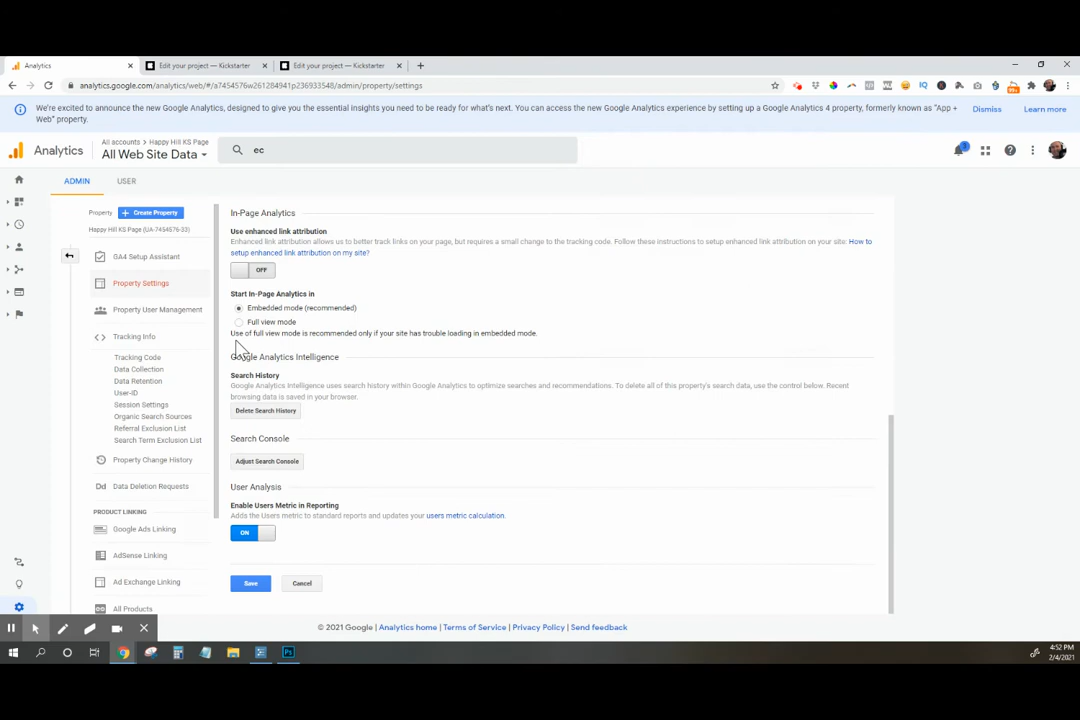 Analytics
Edit your project — Kickstarter
Edit your project — Kickstarter
analytics.google.com/analytics/web/#/a7454576w261284941p236933548/admin/property/settings
We're excited to announce the new Google Analytics, designed to give you the essential insights you need to be ready for what's next. You can access the new Google Analytics experience by setting up a Google Analytics 4 property, formerly known as "App +
Web" property.
Dismiss
Learn more
Analytics
All accounts > Happy Hill KS Page
All Web Site Data
ec
ADMIN
USER
Property
+ Create Property
Happy Hill KS Page (UA-7454576-33)
GA4 Setup Assistant
Property Settings
Property User Management
Tracking Info
Tracking Code
Data Collection
Data Retention
User-ID
Session Settings
Organic Search Sources
Referral Exclusion List
Search Term Exclusion List
Property Change History
Dd Data Deletion Requests
PRODUCT LINKING
Google Ads Linking
AdSense Linking
Ad Exchange Linking
All Products
In-Page Analytics
Use enhanced link attribution
Enhanced link attribution allows us to better track links on your page, but requires a small change to the tracking code. Follow these instructions to setup enhanced link attribution on your site: How to
setup enhanced link attribution on my site?
OFF
Start In-Page Analytics in
Embedded mode (recommended)
Full view mode
Use of full view mode is recommended only if your site has trouble loading in embedded mode.
Google Analytics Intelligence
Search History
Google Analytics Intelligence uses search history within Google Analytics to optimize searches and recommendations. To delete all of this property's search data, use the control below. Recent
browsing data is saved in your browser.
Delete Search History
Search Console
Adjust Search Console
User Analysis
Enable Users Metric in Reporting
Adds the Users metric to standard reports and updates your users metric calculation.
ON
Save
Cancel
© 2021 Google | Analytics home | Terms of Service | Privacy Policy | Send feedback
4:52 PM
2/4/2021